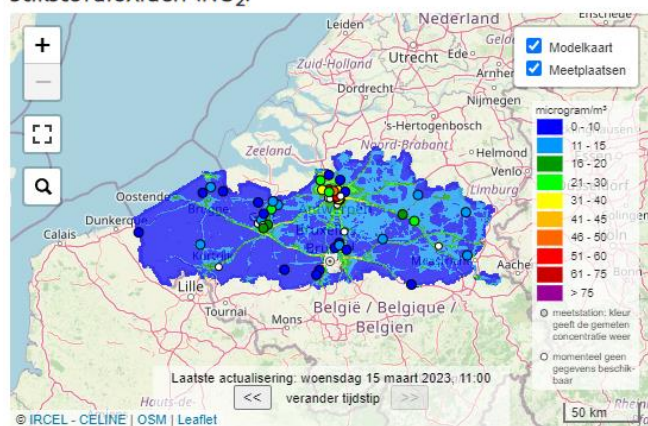 Leiden
Nederland
Enschede
Utrecht
Ede
Zuid-Holland
Arnhe
Dordrecht
Nijmegen
's-Hertogenbosch
Noord-Brabant
Zeeland
Helmond
Venlo
Limburg
Oostende
Brugge
Dunkerque
Calais
Kortrijk
Maastricht
Aache
Lille
Tournai
Mons
België / Belgique /
Belgien
+
−
Modelkaart
Meetplaatsen
microgram/m³
0 - 10
11 - 15
16 - 20
21 - 30
31 - 40
41 - 45
46 - 50
51 - 60
61 - 75
> 75
meetstation: kleur
geeft de gemeten
concentratie weer
momenteel geen
gegevens beschik-
baar
Laatste actualisering: woensdag 15 maart 2023, 11:00
<< verander tijdstip >>
50 km
© IRCEL - CELINE | OSM | Leaflet